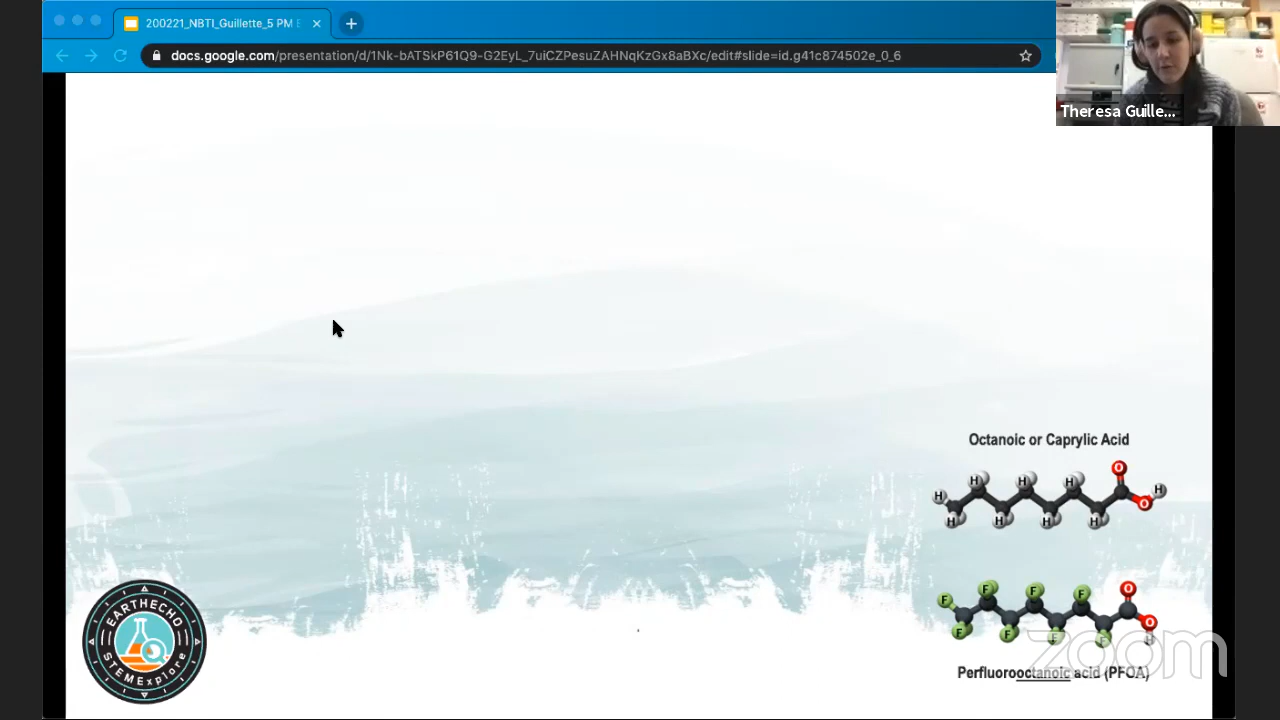 200221_NBTI_Guillette_5 PM E
docs.google.com/presentation/d/1Nk-bATSkP61Q9-G2EyL_7uiCZPesuZAHNqKzGx8aBXc/edit#slide=id.g41c874502e_0_6
Theresa Guille...
Octanoic or Caprylic Acid
O
H H H H H
O
H H H H
F F F F O
F F F F O
H
Perfluorooctanoic acid (PFOA)
EARTHECHO
STEMExplore
zoom